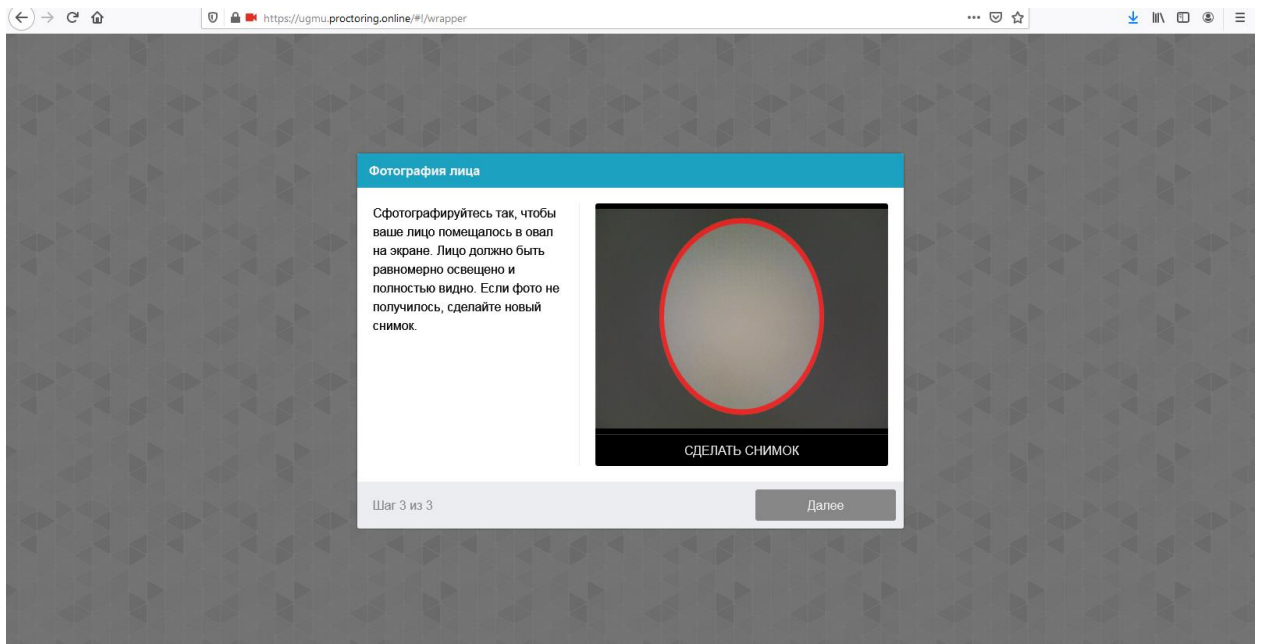 https://ugmu.proctoring.online/#!/wrapper
Фотография лица
Сфотографируйтесь так, чтобы
ваше лицо помещалось в овал
на экране. Лицо должно быть
равномерно освещено и
полностью видно. Если фото не
получилось, сделайте новый
снимок.
СДЕЛАТЬ СНИМОК
Шаг 3 из 3
Далее